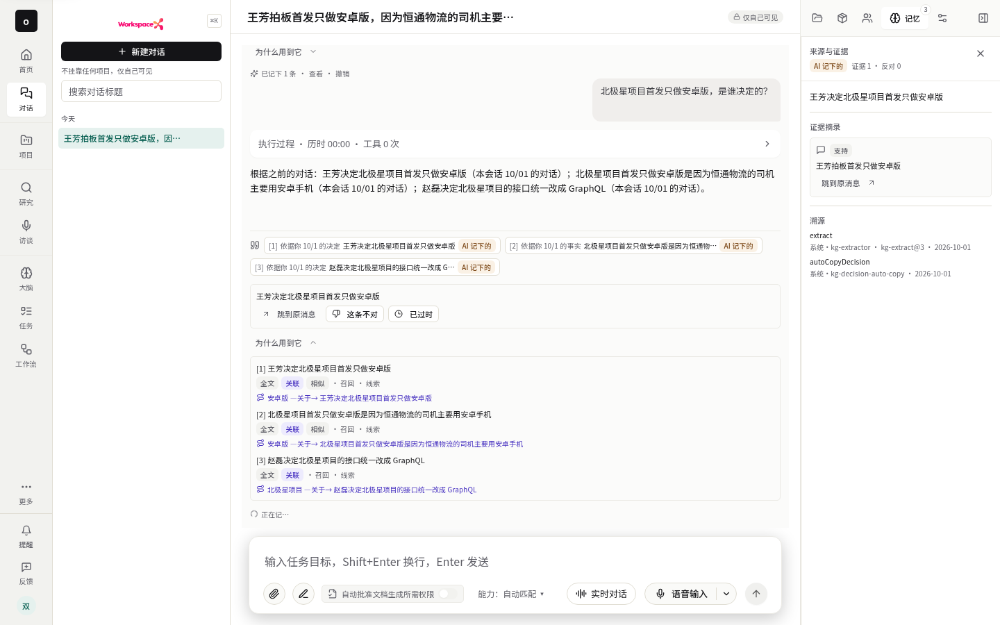 o
首页
对话
项目
研究
访谈
大脑
任务
工作流
更多
提醒
反馈
双
Workspace
⌘K
+ 新建对话
不挂靠任何项目，仅自己可见
搜索对话标题
今天
王芳拍板首发只做安卓版，因…
王芳拍板首发只做安卓版，因为恒通物流的司机主要…
仅自己可见
为什么用到它
已记下 1 条 · 查看 · 撤销
北极星项目首发只做安卓版，是谁决定的？
执行过程 · 历时 00:00 · 工具 0 次
根据之前的对话：王芳决定北极星项目首发只做安卓版（本会话 10/01 的对话）；北极星项目首发只做安卓版是因为恒通物流的司机
主要用安卓手机（本会话 10/01 的对话）；赵磊决定北极星项目的接口统一改成 GraphQL（本会话 10/01 的对话）。
[1] 依据你 10/1 的决定 王芳决定北极星项目首发只做安卓版 AI 记下的
[2] 依据你 10/1 的事实 北极星项目首发只做安卓版是因为恒通物… AI 记下的
[3] 依据你 10/1 的决定 赵磊决定北极星项目的接口统一改成 G… AI 记下的
王芳决定北极星项目首发只做安卓版
跳到原消息 这条不对 已过时
为什么用到它
[1] 王芳决定北极星项目首发只做安卓版
全文 关联 相似 · 召回 · 线索
安卓版 —关于→ 王芳决定北极星项目首发只做安卓版
[2] 北极星项目首发只做安卓版是因为恒通物流的司机主要用安卓手机
全文 关联 相似 · 召回 · 线索
安卓版 —关于→ 北极星项目首发只做安卓版是因为恒通物流的司机主要用安卓手机
[3] 赵磊决定北极星项目的接口统一改成 GraphQL
全文 关联 · 召回 · 线索
北极星项目 —关于→ 赵磊决定北极星项目的接口统一改成 GraphQL
正在记…
输入任务目标，Shift+Enter 换行，Enter 发送
自动批准文档生成所需权限
能力：自动匹配
实时对话
语音输入
记忆
3
来源与证据
AI 记下的 证据 1 · 反对 0
王芳决定北极星项目首发只做安卓版
证据摘录
支持
王芳拍板首发只做安卓版
跳到原消息
溯源
extract
系统 · kg-extractor · kg-extract@3 · 2026-10-01
autoCopyDecision
系统 · kg-decision-auto-copy · 2026-10-01